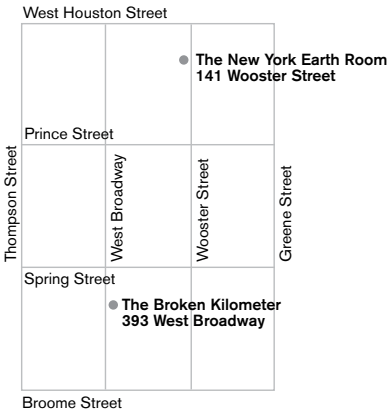 West Houston Street
The New York Earth Room
141 Wooster Street
Prince Street
Thompson Street
West Broadway
Wooster Street
Greene Street
Spring Street
The Broken Kilometer
393 West Broadway
Broome Street